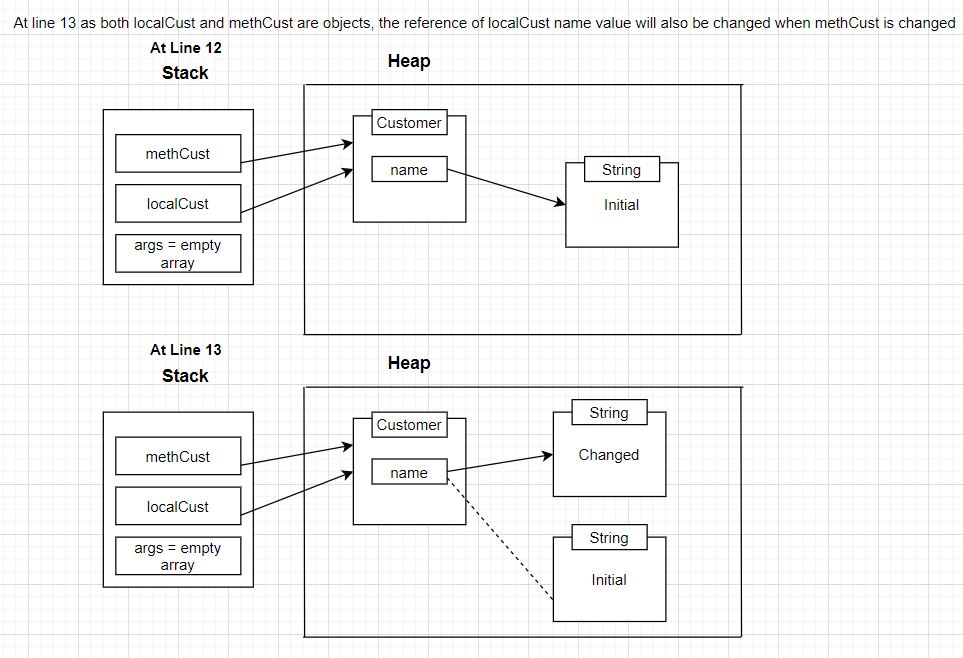 At line 13 as both localCust and methCust are objects, the reference of localCust name value will also be changed when methCust is changed
At Line 12
Stack
Heap
methCust
localCust
args = empty
array
Customer
name
String
Initial
At Line 13
Stack
Heap
methCust
localCust
args = empty
array
Customer
name
String
Changed
String
Initial